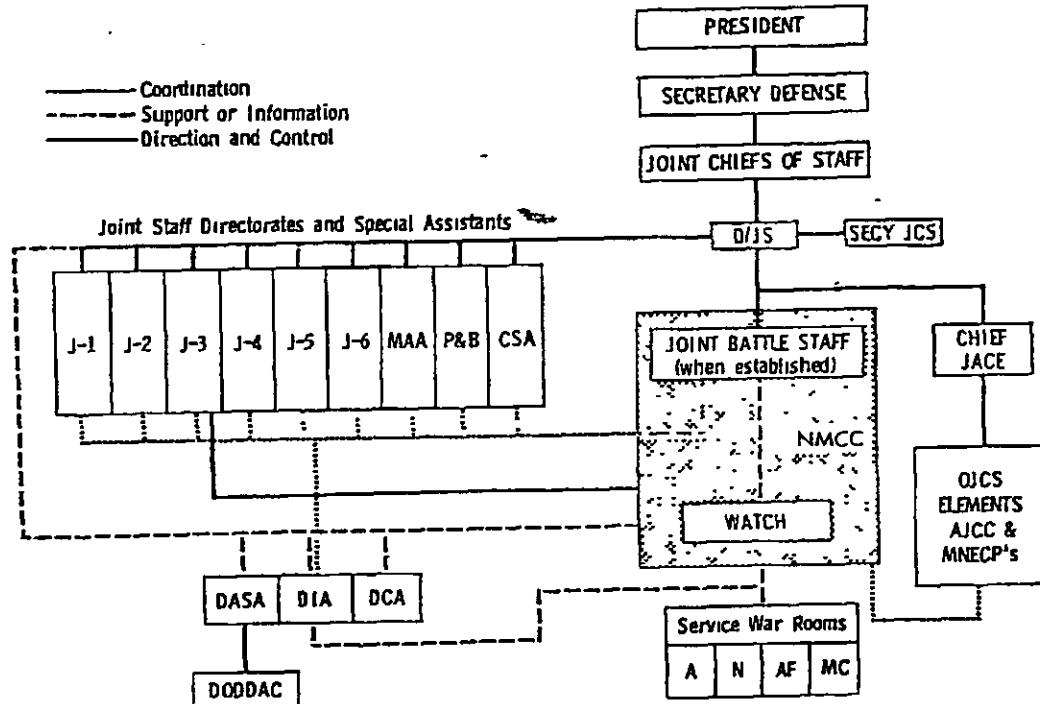 PRESIDENT
SECRETARY DEFENSE
JOINT CHIEFS OF STAFF
Coordination
Support or Information
Direction and Control
Joint Staff Directorates and Special Assistants
D/JS
SECY JCS
J-1
J-2
J-3
J-4
J-5
J-6
MAA
P&B
CSA
JOINT BATTLE STAFF
(when established)
CHIEF
JACE
NMCC
WATCH
OJCS
ELEMENTS
AJCC &
MNECP's
DASA
DIA
DCA
DODDAC
Service War Rooms
A
N
AF
MC